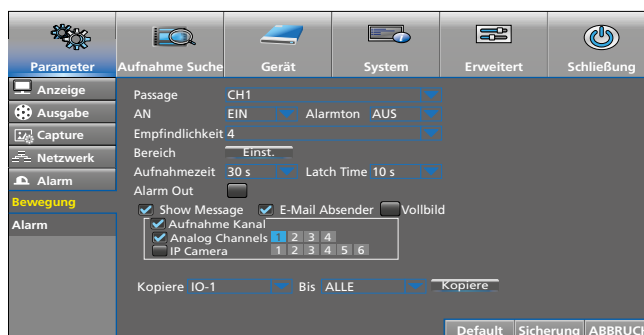 Parameter Aufnahme Suche Gerät System Erweitert Schließung
Anzeige
Ausgabe
Capture
Netzwerk
Alarm
Bewegung
Alarm
Passage CH1
AN EIN Alarmton AUS
Empfindlichkeit 4
Bereich Einst.
Aufnahmezeit 30 s Latch Time 10 s
Alarm Out
Show Message E-Mail Absender Vollbild
Aufnahme Kanal
Analog Channels 1 2 3 4
IP Camera 1 2 3 4 5 6
Kopiere IO-1 Bis ALLE Kopiere
Default Sicherung ABBRUCH